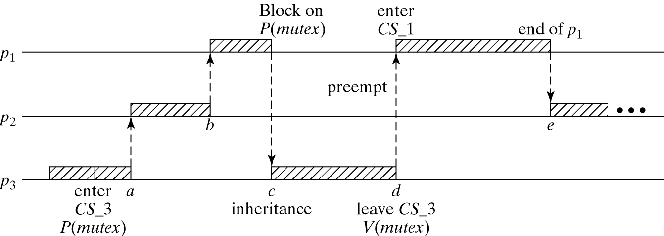 Block on
P(mutex)
enter
CS_1
end of p1
p1
preempt
p2
b
e
p3
enter
CS_3
P(mutex)
a
c
inheritance
d
leave CS_3
V(mutex)